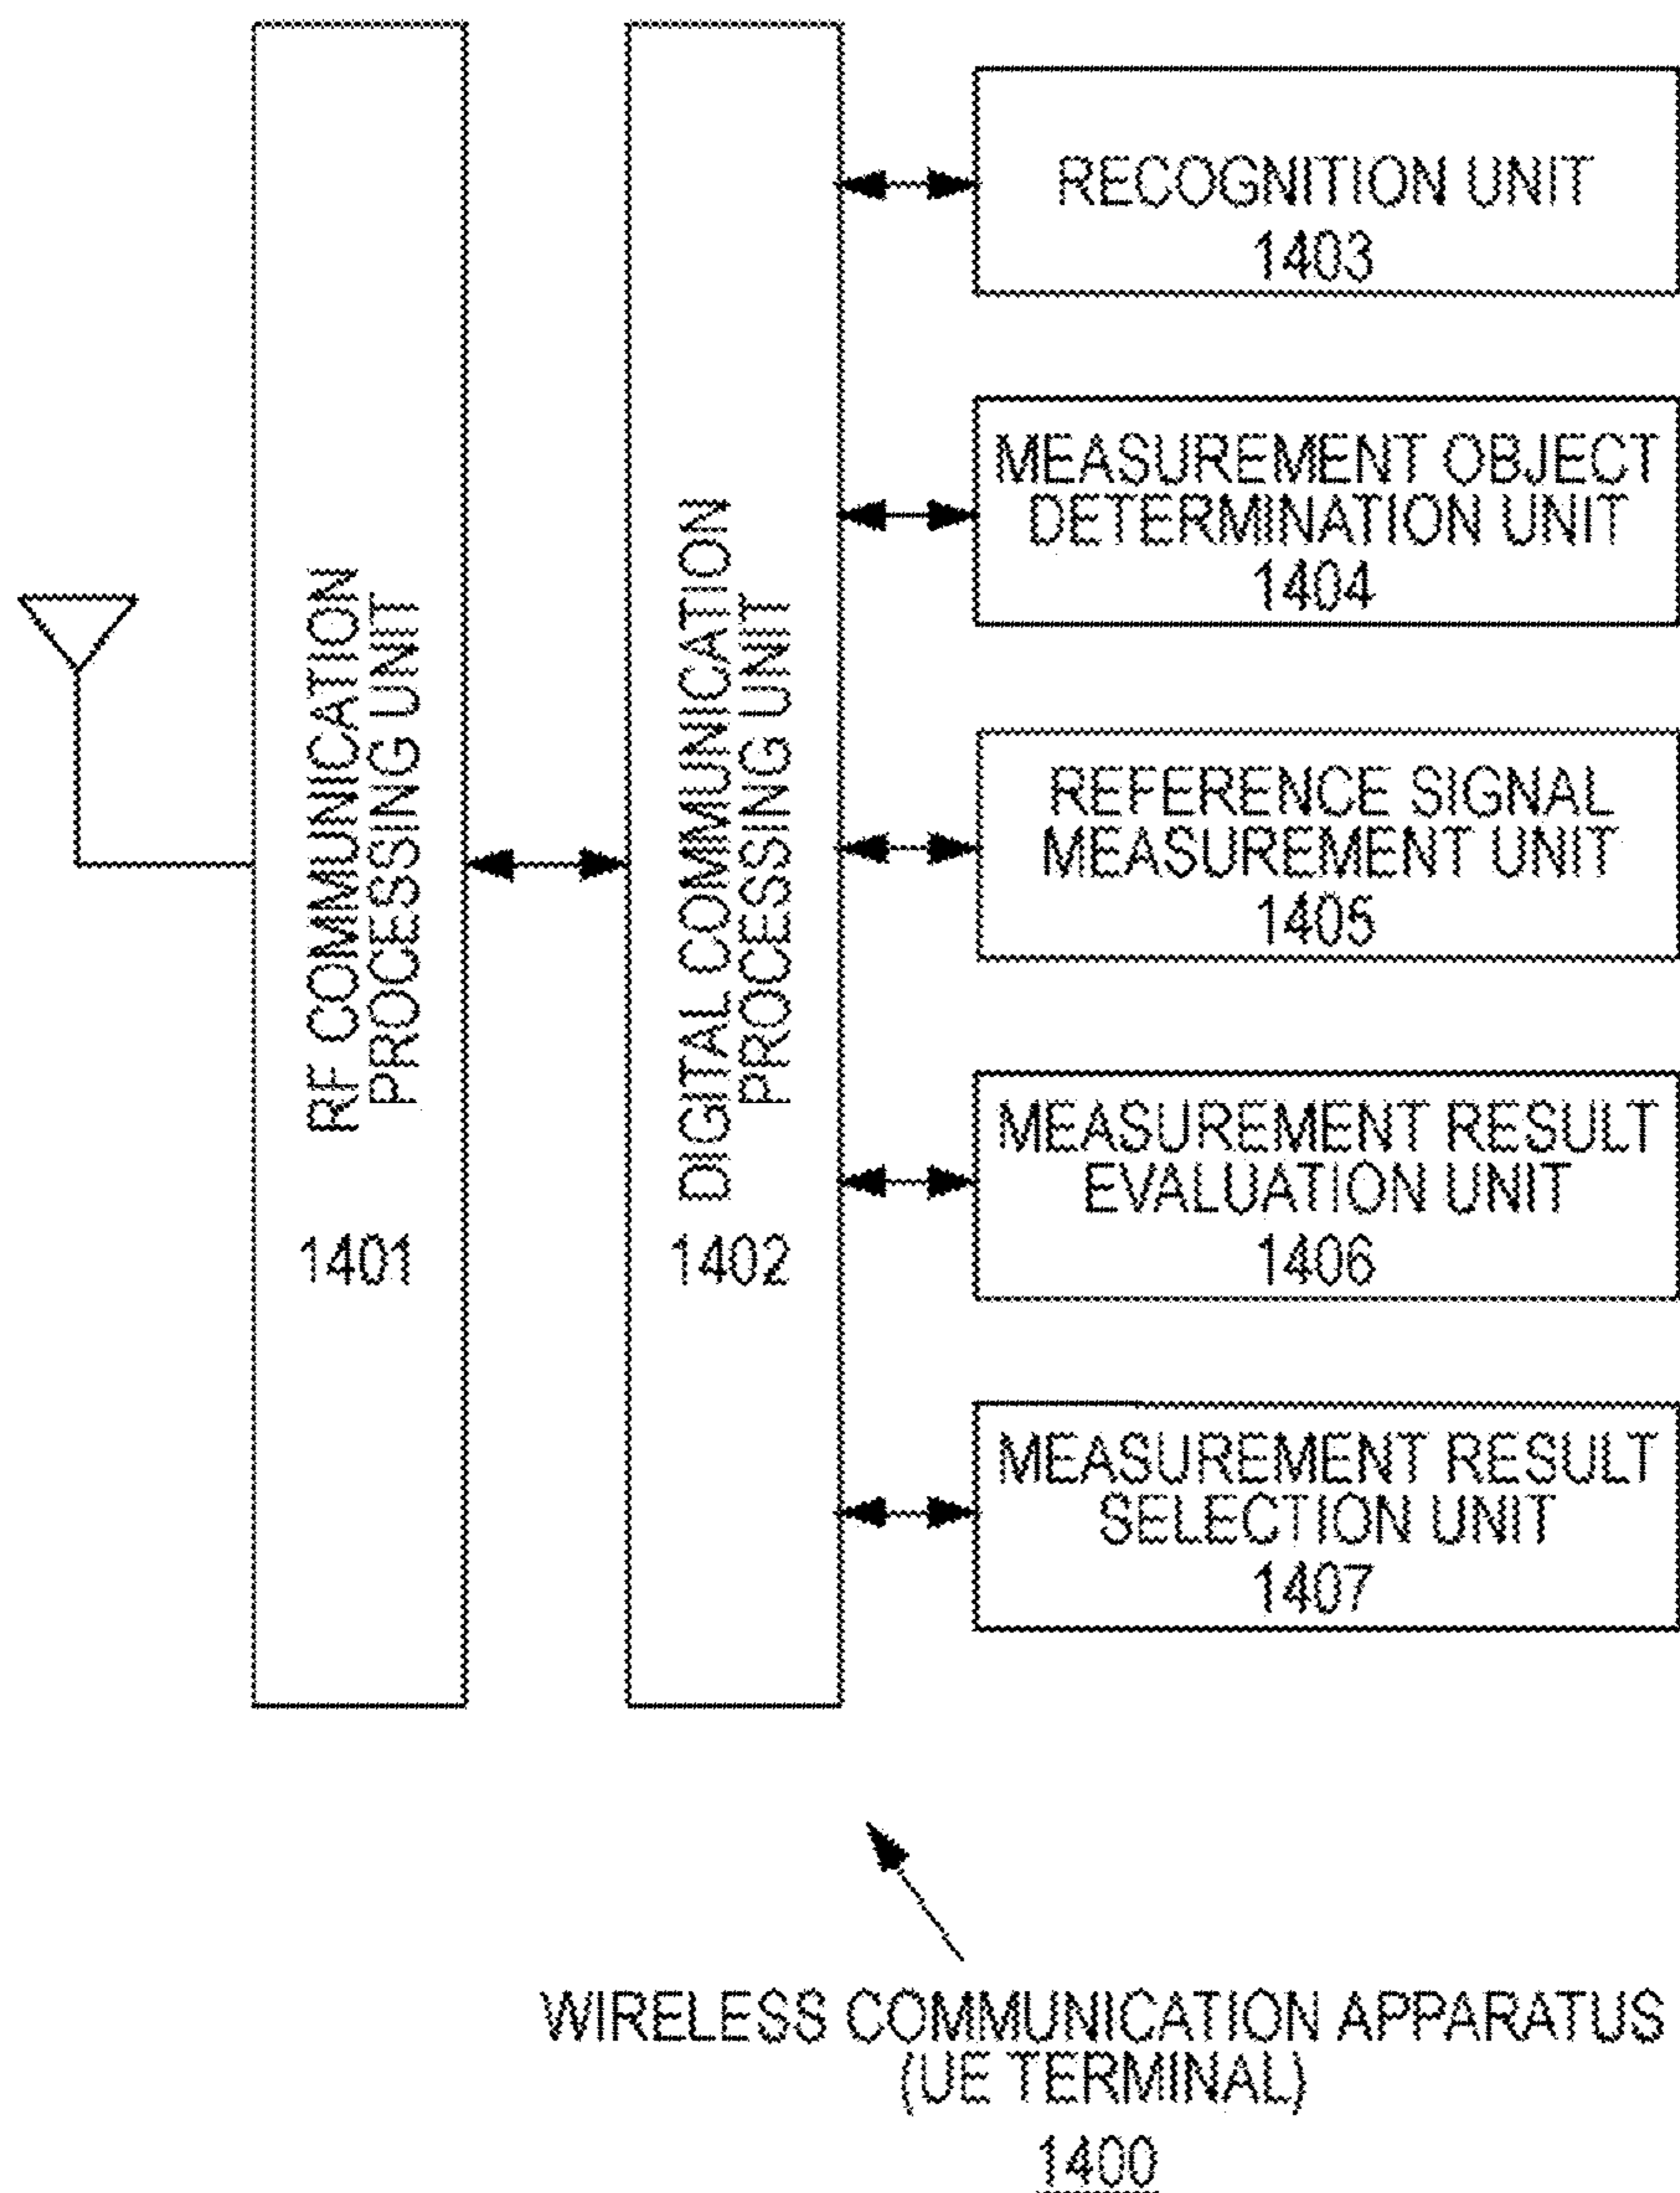 RF COMMUNICATION
PROCESSING UNIT
1401
DIGITAL COMMUNICATION
PROCESSING UNIT
1402
RECOGNITION UNIT
1403
MEASUREMENT OBJECT
DETERMINATION UNIT
1404
REFERENCE SIGNAL
MEASUREMENT UNIT
1405
MEASUREMENT RESULT
EVALUATION UNIT
1406
MEASUREMENT RESULT
SELECTION UNIT
1407
WIRELESS COMMUNICATION APPARATUS
(UE TERMINAL)
1400